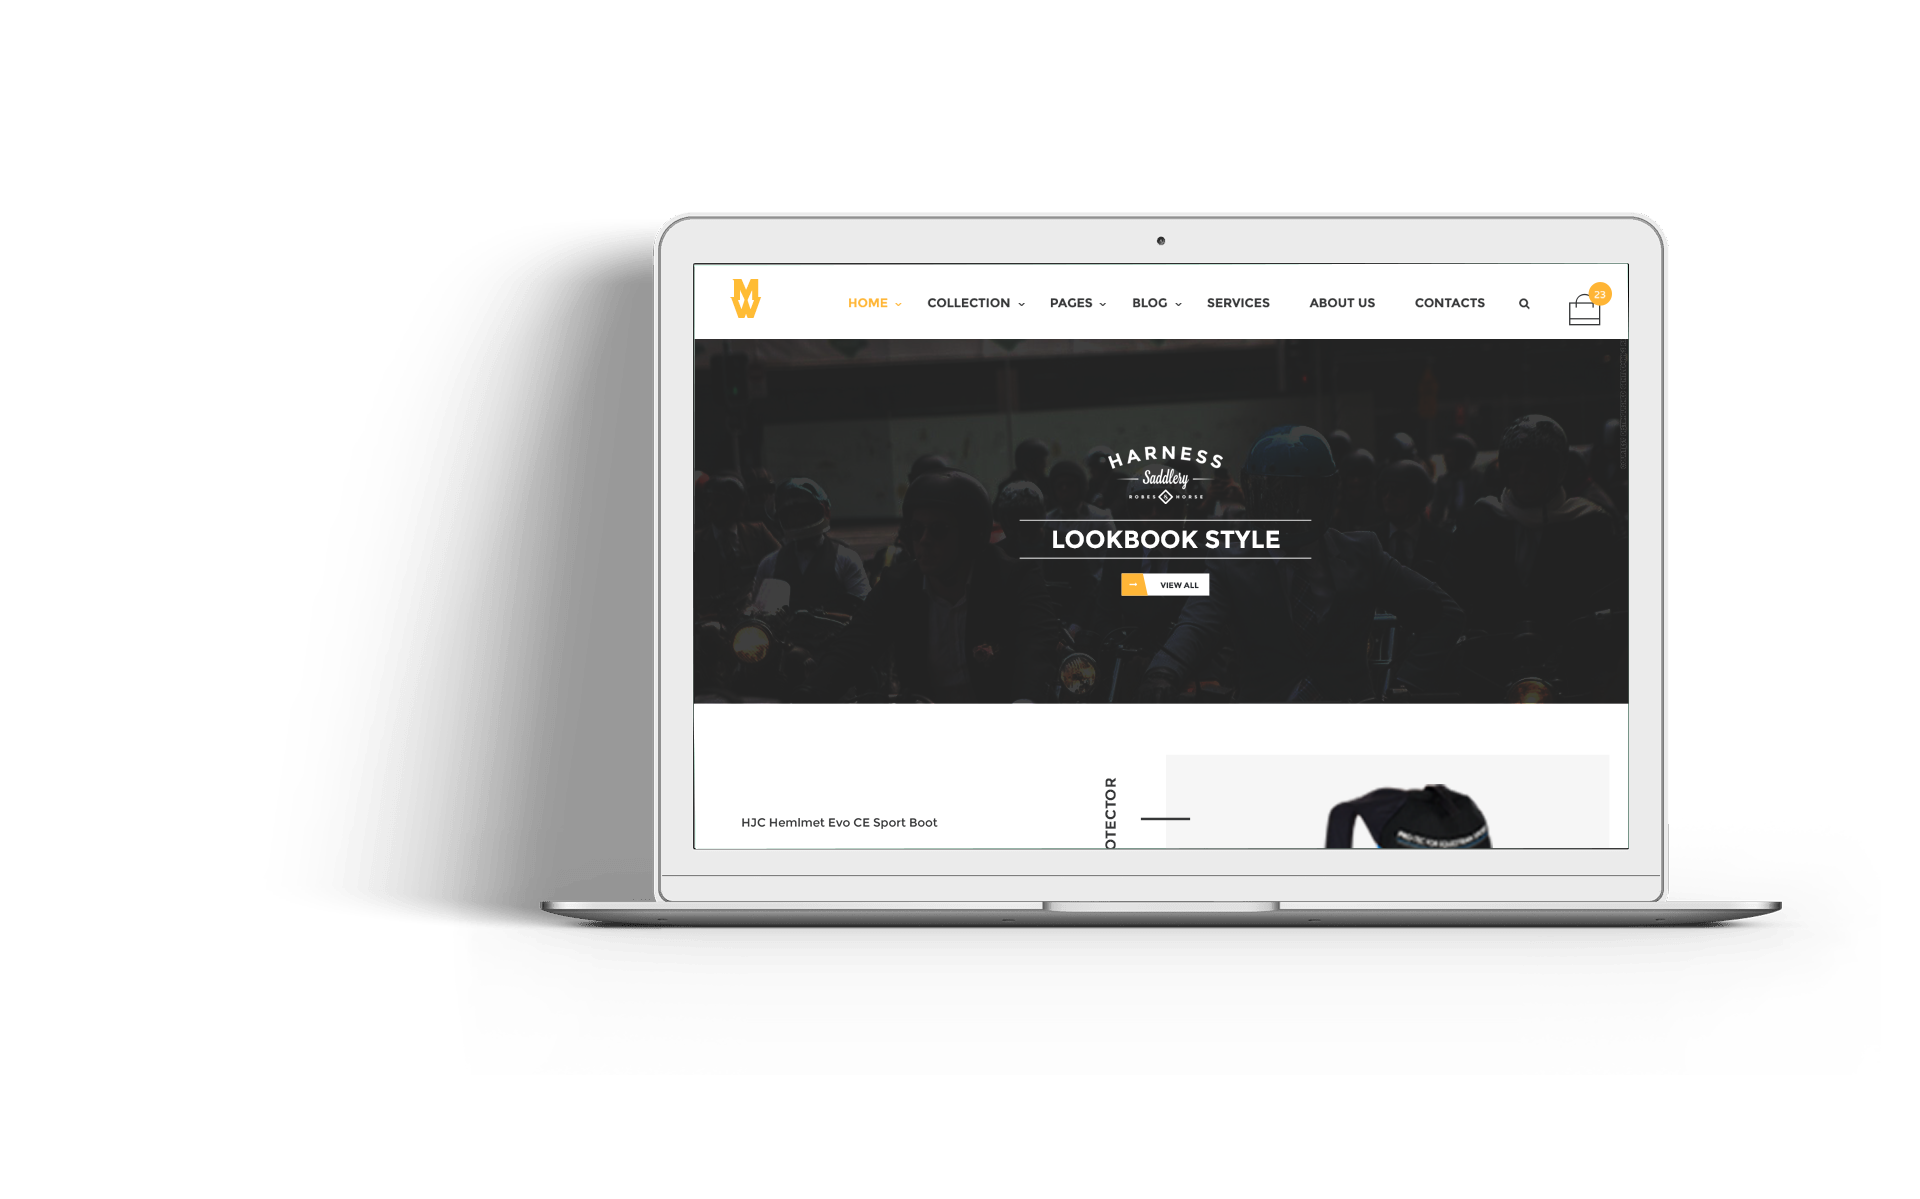 MW
HOME COLLECTION PAGES BLOG SERVICES ABOUT US CONTACTS 23
HARNESS
Saddlery
ROBES & HORSE
LOOKBOOK STYLE
VIEW ALL
OTECTOR
HJC Hemlmet Evo CE Sport Boot